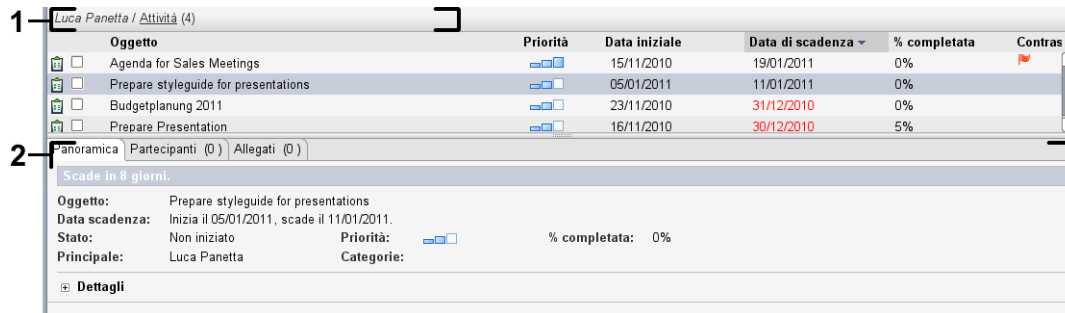 1 Luca Panetta / Attività (4)
Oggetto Priorità Data iniziale Data di scadenza % completata Contras
Agenda for Sales Meetings 15/11/2010 19/01/2011 0%
Prepare styleguide for presentations 05/01/2011 11/01/2011 0%
Budgetplanung 2011 23/11/2010 31/12/2010 0%
Prepare Presentation 16/11/2010 30/12/2010 5%
2 Panoramica Partecipanti (0) Allegati (0)
Scade in 8 giorni.
Oggetto: Prepare styleguide for presentations
Data scadenza: Inizia il 05/01/2011, scade il 11/01/2011.
Stato: Non iniziato Priorità: % completata: 0%
Principale: Luca Panetta Categorie:
Dettagli